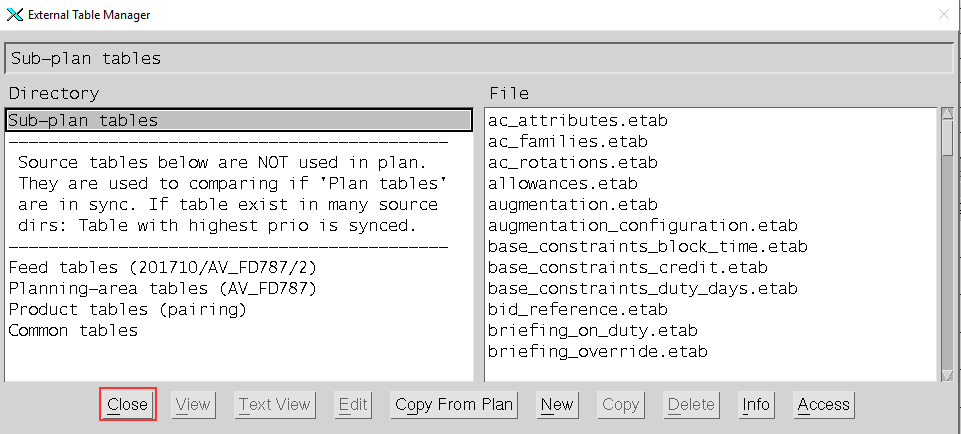 External Table Manager
Sub-plan tables
Directory
File
Sub-plan tables
Source tables below are NOT used in plan.
They are used to comparing if 'Plan tables'
are in sync. If table exist in many source
dirs: Table with highest prio is synced.
Feed tables (201710/AV_FD787/2)
Planning-area tables (AV_FD787)
Product tables (pairing)
Common tables
ac_attributes.etab
ac_families.etab
ac_rotations.etab
allowances.etab
augmentation.etab
augmentation_configuration.etab
base_constraints_block_time.etab
base_constraints_credit.etab
base_constraints_duty_days.etab
bid_reference.etab
briefing_on_duty.etab
briefing_override.etab
Close View Text View Edit Copy From Plan New Copy Delete Info Access